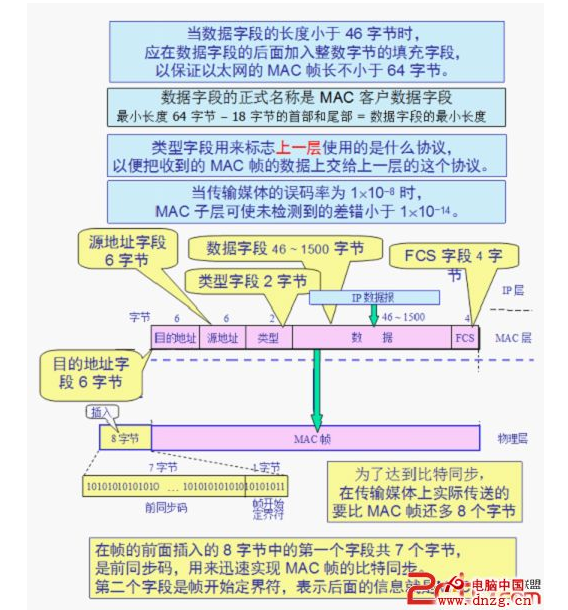 当数据字段的长度小于 46 字节时,
应在数据字段的后面加入整数字节的填充字段,
以保证以太网的 MAC 帧长不小于 64 字节。
数据字段的正式名称是 MAC 客户数据字段
最小长度 64 字节 – 18 字节的首部和尾部 = 数据字段的最小长度
类型字段用来标志上一层使用的是什么协议,
以便把收到的 MAC 帧的数据上交给上一层的这个协议。
当传输媒体的误码率为 1×10⁻⁸ 时,
MAC 子层可使未检测到的差错小于 1×10⁻¹⁴。
源地址字段
6 字节
数据字段 46 ~ 1500 字节
类型字段 2 字节
FCS 字段 4 字
节
IP 数据报
IP 层
字节 6 6 2 46 ~1500 4
目的地址 源地址 类型 数 据 FCS
MAC 层
目的地址字
段 6 字节
插入
8 字节
MAC 帧
物理层
7 字节 1 字节
10101010101010 … 10101010101010101011
前同步码
帧开始
定界符
为了达到比特同步,
在传输媒体上实际传送的
要比 MAC 帧还多 8 个字节
在帧的前面插入的 8 字节中的第一个字段共 7 个字节,
是前同步码,用来迅速实现 MAC 帧的比特同步。
第二个字段是帧开始定界符,表示后面的信息就是
电脑中国
联盟
www.dnzg.cn